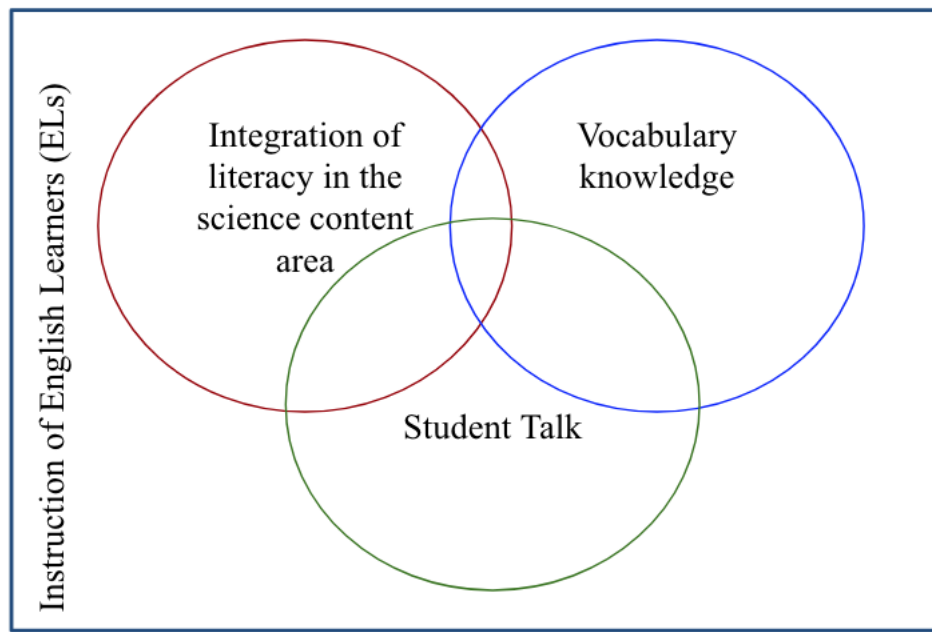 Instruction of English Learners (ELs)
Integration of
literacy in the
science content
area
Vocabulary
knowledge
Student Talk